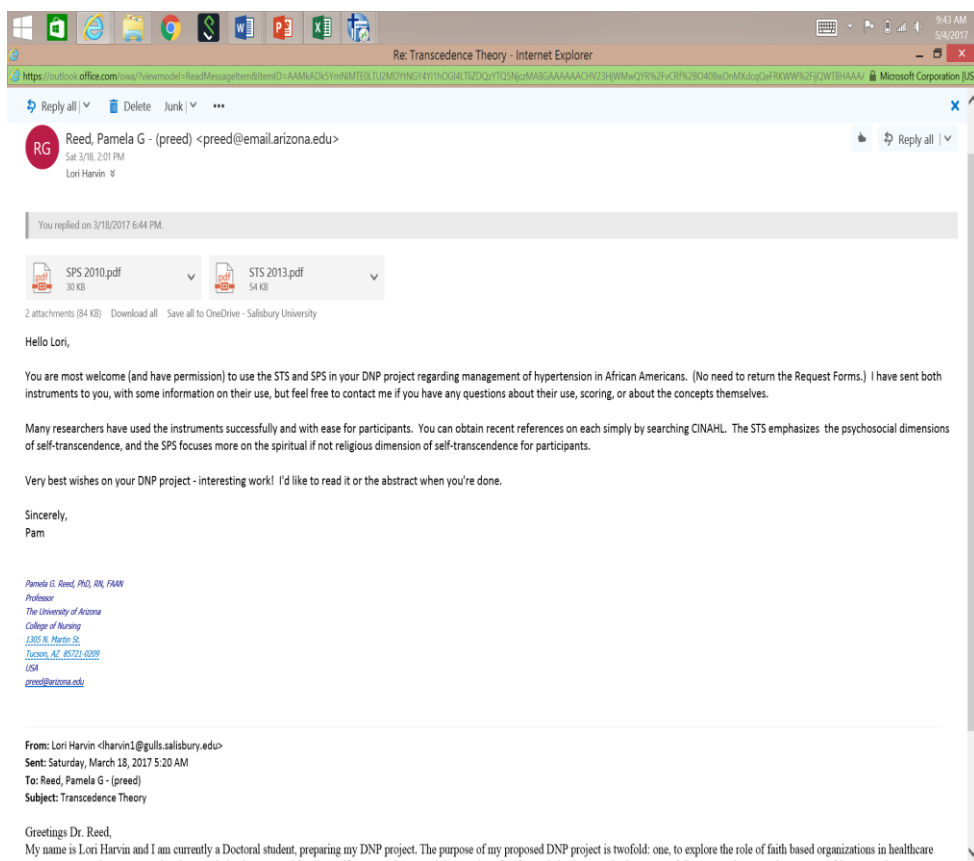 9:43 AM
5/4/2017
Re: Transcedence Theory - Internet Explorer
Microsoft Corporation [US
Reply all | Delete Junk | •••
RG
Reed, Pamela G - (preed) <preed@email.arizona.edu>
Reply all |
Sat 3/18, 2:01 PM
Lori Harvin
You replied on 3/18/2017 6:44 PM.
SPS 2010.pdf
30 KB
STS 2013.pdf
54 KB
2 attachments (84 KB) Download all Save all to OneDrive - Salisbury University
Hello Lori,
You are most welcome (and have permission) to use the STS and SPS in your DNP project regarding management of hypertension in African Americans. (No need to return the Request Forms.) I have sent both
instruments to you, with some information on their use, but feel free to contact me if you have any questions about their use, scoring, or about the concepts themselves.
Many researchers have used the instruments successfully and with ease for participants. You can obtain recent references on each simply by searching CINAHL. The STS emphasizes the psychosocial dimensions
of self-transcendence, and the SPS focuses more on the spiritual if not religious dimension of self-transcendence for participants.
Very best wishes on your DNP project - interesting work! I'd like to read it or the abstract when you're done.
Sincerely,
Pam
Pamela G. Reed, PhD, RN, FAAN
Professor
The University of Arizona
College of Nursing
1305 N. Martin St.
Tucson, AZ 85721-0209
USA
preed@arizona.edu
From: Lori Harvin <lharvin1@gulls.salisbury.edu>
Sent: Saturday, March 18, 2017 5:20 AM
To: Reed, Pamela G - (preed)
Subject: Transcedence Theory
Greetings Dr. Reed,
My name is Lori Harvin and I am currently a Doctoral student, preparing my DNP project. The purpose of my proposed DNP project is twofold: one, to explore the role of faith based organizations in healthcare